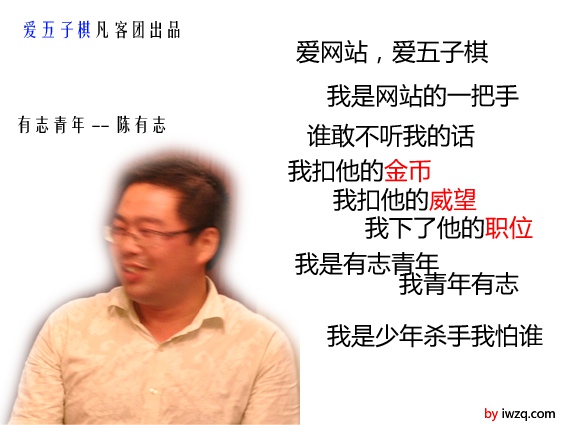 爱五子棋凡客团出品
有志青年 -- 陈有志
爱网站，爱五子棋
我是网站的一把手
谁敢不听我的话
我扣他的金币
我扣他的威望
我下了他的职位
我是有志青年
我青年有志
我是少年杀手我怕谁
by iwzq.com